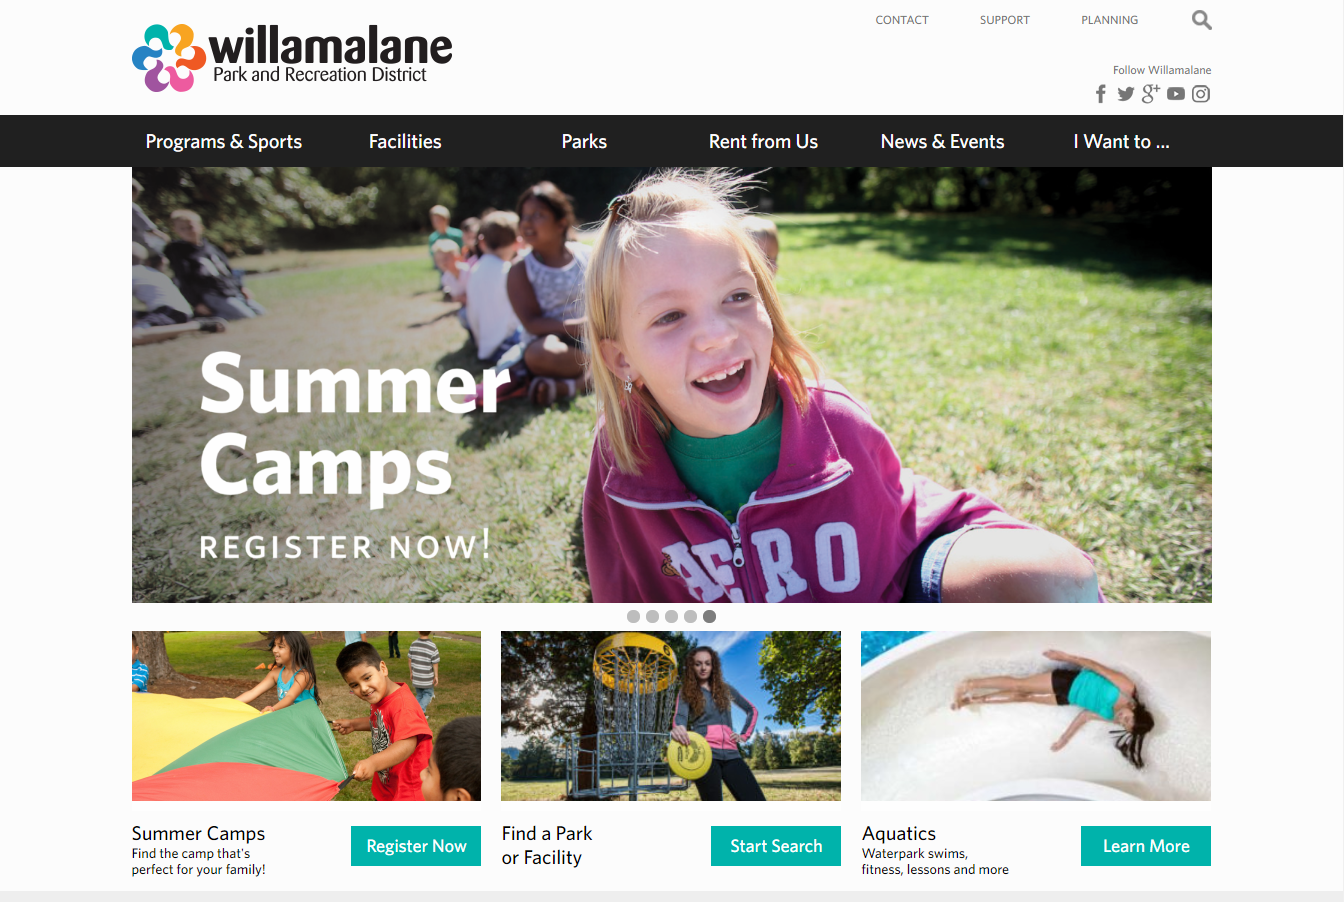 CONTACT
SUPPORT
PLANNING
willamalane
Park and Recreation District
Follow Willamalane
Programs & Sports
Facilities
Parks
Rent from Us
News & Events
I Want to ...
Summer
Camps
REGISTER NOW!
AERO
Summer Camps
Find the camp that's
perfect for your family!
Register Now
Find a Park
or Facility
Start Search
Aquatics
Waterpark swims,
fitness, lessons and more
Learn More